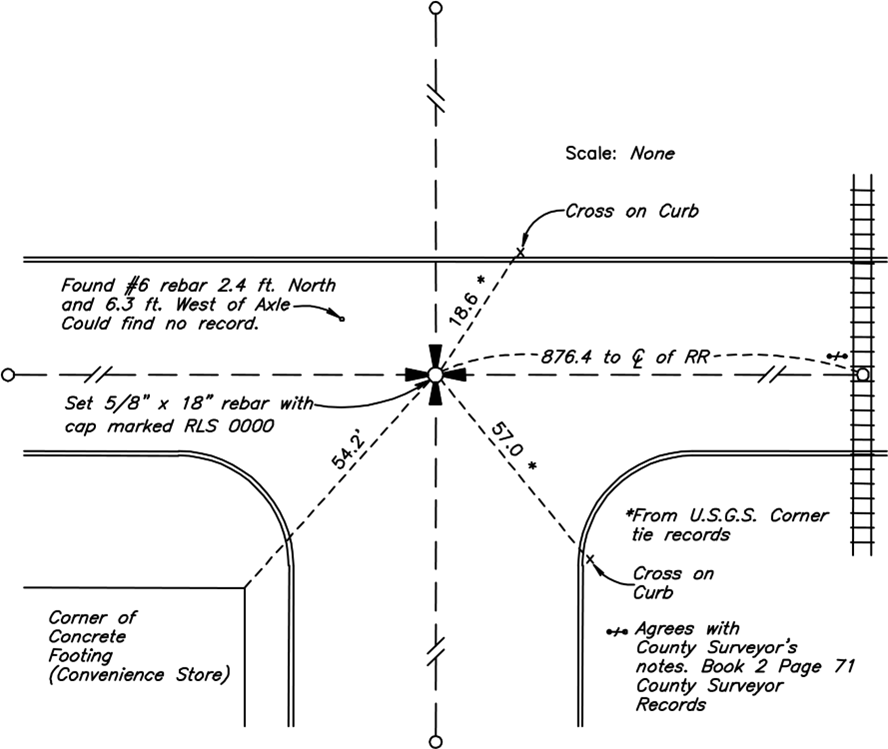 Scale: None
Cross on Curb
Found #6 rebar 2.4 ft. North
and 6.3 ft. West of Axle
Could find no record.
18.6 *
876.4 to ℄ of RR
Set 5/8" x 18" rebar with
cap marked RLS 0000
54.2'
57.0 *
*From U.S.G.S. Corner
tie records
Cross on
Curb
Corner of
Concrete
Footing
(Convenience Store)
Agrees with
County Surveyor's
notes. Book 2 Page 71
County Surveyor
Records